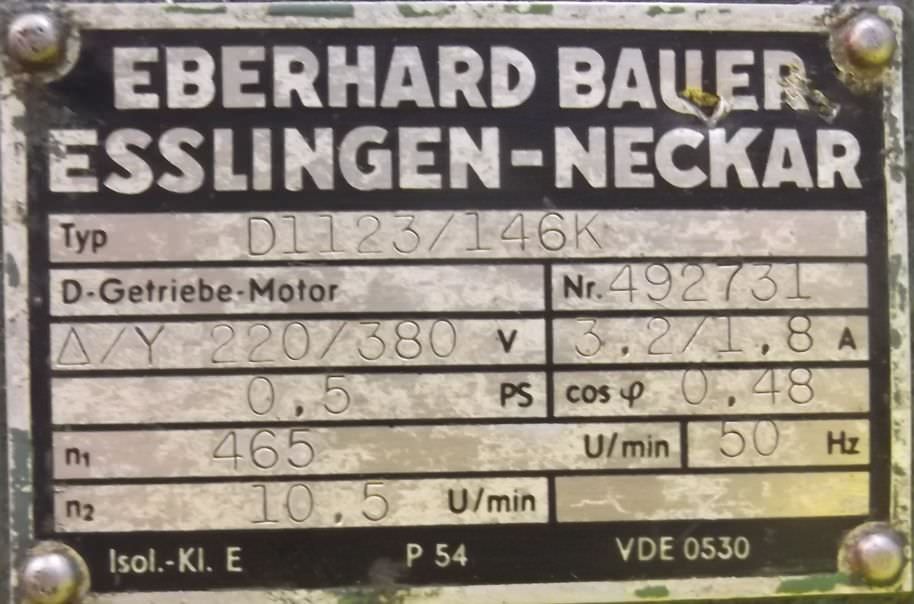 EBERHARD BAUER
ESSLINGEN-NECKAR
Typ D1123/146K
D-Getriebe-Motor Nr. 492731
Δ/Y 220/380 V 3,2/1,8 A
0,5 PS cos φ 0,48
n₁ 465 U/min 50 Hz
n₂ 10,5 U/min
Isol.-Kl. E P 54 VDE 0530